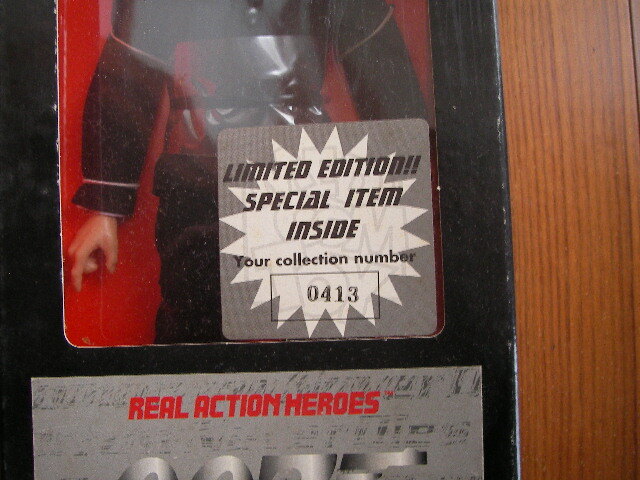 LIMITED EDITION!!
SPECIAL ITEM
INSIDE
Your collection number
0413
REAL ACTION HEROES™